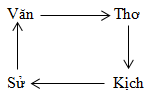 Văn Thơ
Sử Kịch